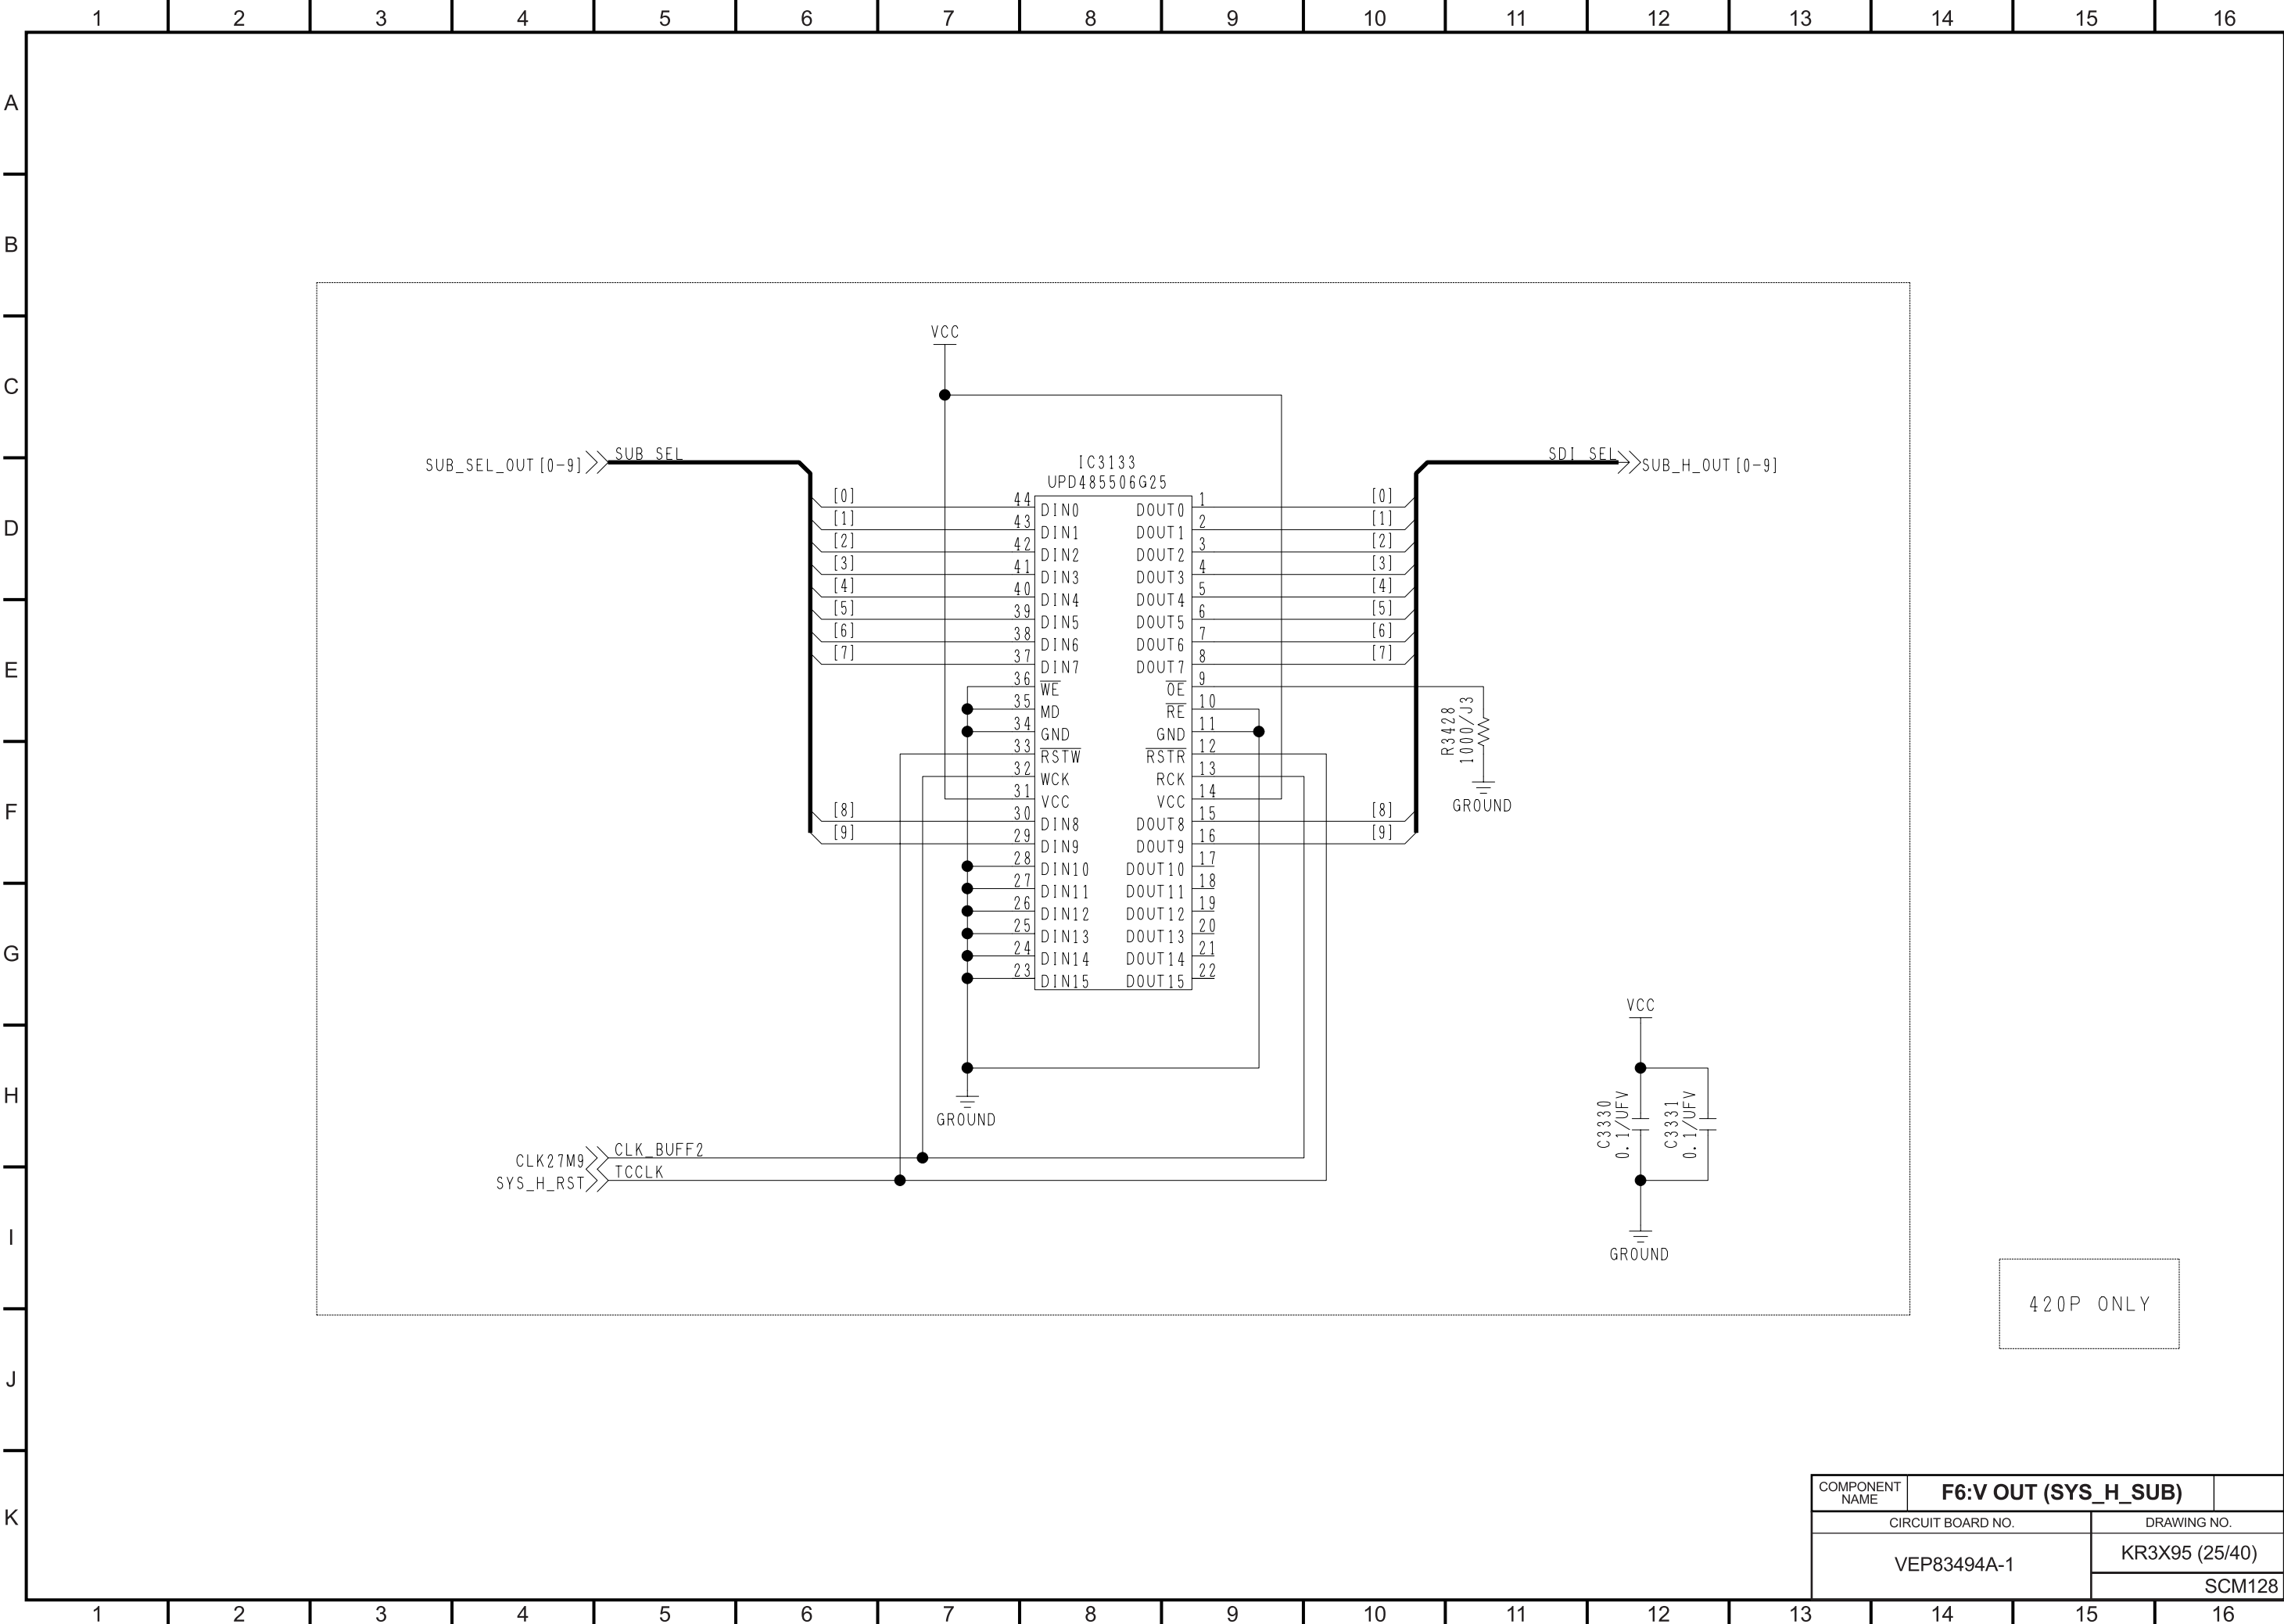 1 2 3 4 5 6 7 8 9 10 11 12 13 14 15 16
A
B
C
D
E
F
G
H
I
J
K
VCC
SUB_SEL_OUT[0-9]
SUB_SEL
SDI_SEL
SUB_H_OUT[0-9]
IC3133
UPD485506G25
[0] 44 DIN0 DOUT0 1 [0]
[1] 43 DIN1 DOUT1 2 [1]
[2] 42 DIN2 DOUT2 3 [2]
[3] 41 DIN3 DOUT3 4 [3]
[4] 40 DIN4 DOUT4 5 [4]
[5] 39 DIN5 DOUT5 6 [5]
[6] 38 DIN6 DOUT6 7 [6]
[7] 37 DIN7 DOUT7 8 [7]
36 WE OE 9
35 MD RE 10
34 GND GND 11
33 RSTW RSTR 12
32 WCK RCK 13
31 VCC VCC 14
[8] 30 DIN8 DOUT8 15 [8]
[9] 29 DIN9 DOUT9 16 [9]
28 DIN10 DOUT10 17
27 DIN11 DOUT11 18
26 DIN12 DOUT12 19
25 DIN13 DOUT13 20
24 DIN14 DOUT14 21
23 DIN15 DOUT15 22
R3428
1000/J3
GROUND
GROUND
CLK27M9 CLK_BUFF2
SYS_H_RST TCCLK
VCC
C3330
0.1/UFV
C3331
0.1/UFV
GROUND
420P ONLY
COMPONENT NAME
F6:V OUT (SYS_H_SUB)
CIRCUIT BOARD NO.
DRAWING NO.
VEP83494A-1
KR3X95 (25/40)
SCM128
1 2 3 4 5 6 7 8 9 10 11 12 13 14 15 16